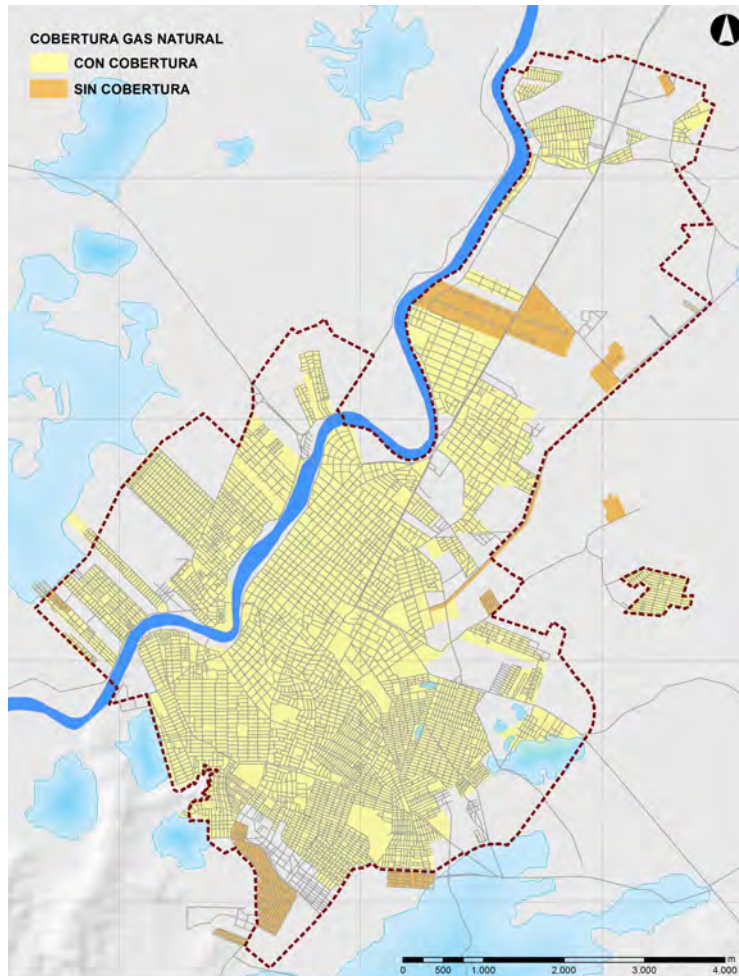 COBERTURA GAS NATURAL
CON COBERTURA
SIN COBERTURA
m
0 500 1.000 2.000 3.000 4.000